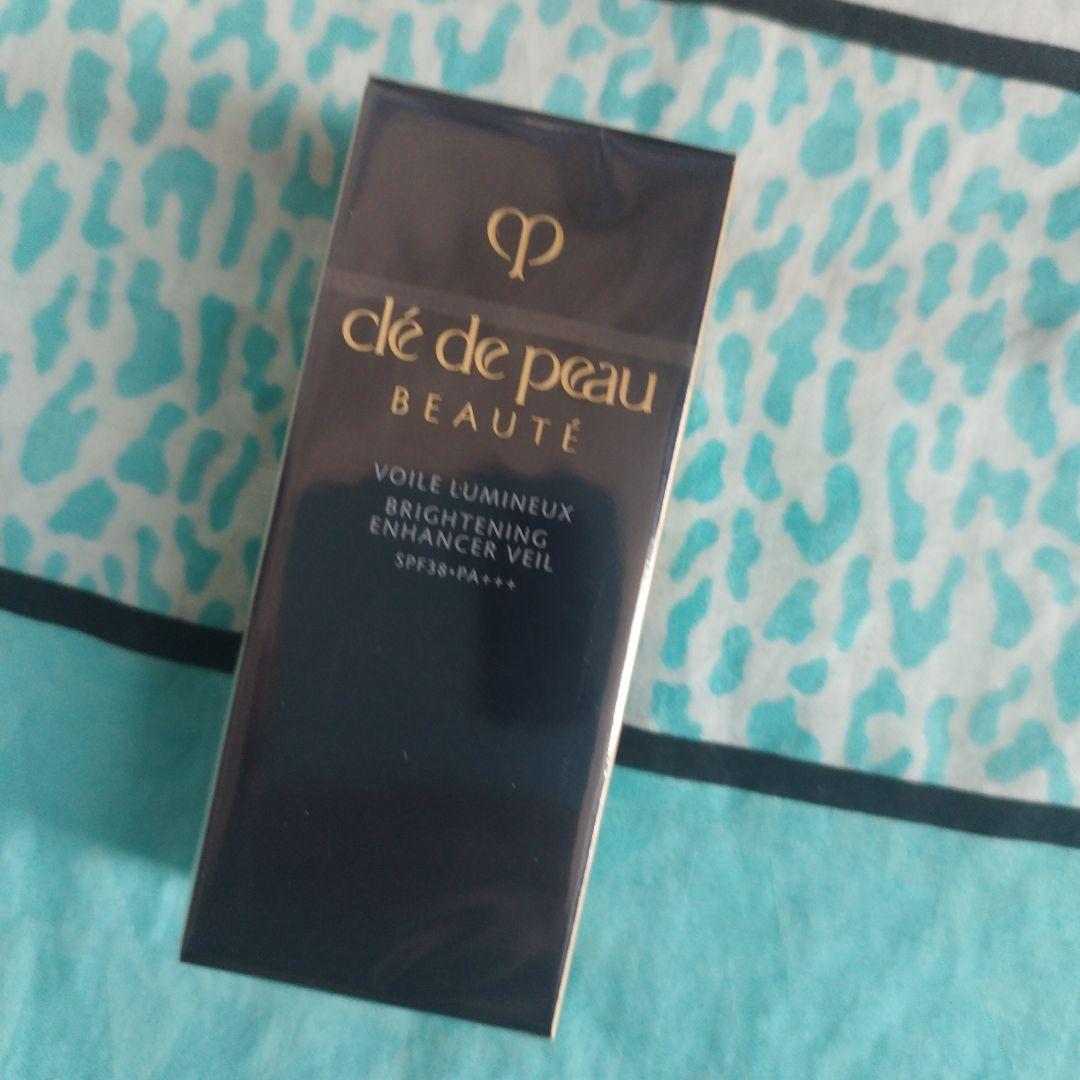 clé de peau
BEAUTÉ
VOILE LUMINEUX
BRIGHTENING
ENHANCER VEIL
SPF38•PA+++